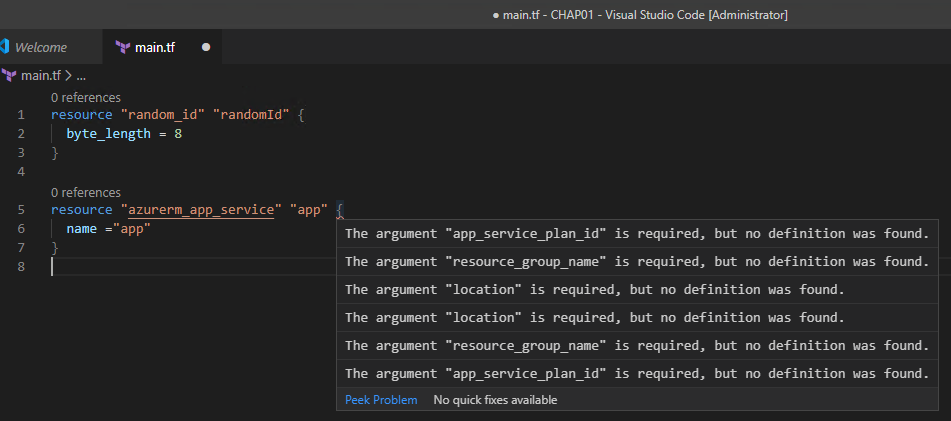 ● main.tf - CHAP01 - Visual Studio Code [Administrator]
Welcome
main.tf ●
main.tf > ...
0 references
1 resource "random_id" "randomId" {
2 byte_length = 8
3 }
4
0 references
5 resource "azurerm_app_service" "app" {
6 name ="app"
7 }
8
The argument "app_service_plan_id" is required, but no definition was found.
The argument "resource_group_name" is required, but no definition was found.
The argument "location" is required, but no definition was found.
The argument "location" is required, but no definition was found.
The argument "resource_group_name" is required, but no definition was found.
The argument "app_service_plan_id" is required, but no definition was found.
Peek Problem No quick fixes available